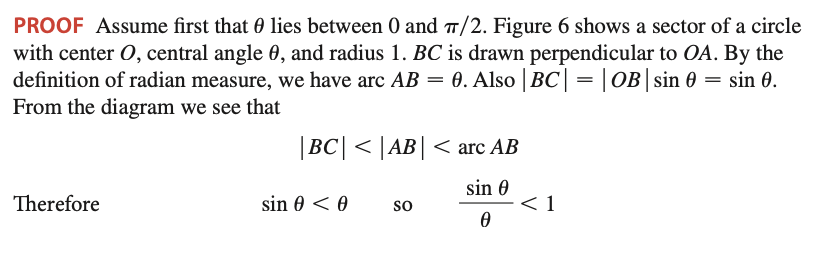 PROOF Assume first that θ lies between 0 and π/2. Figure 6 shows a sector of a circle
with center O, central angle θ, and radius 1. BC is drawn perpendicular to OA. By the
definition of radian measure, we have arc AB = θ. Also |BC| = |OB| sin θ = sin θ.
From the diagram we see that
|BC| < |AB| < arc AB
Therefore sin θ < θ so sin θ / θ < 1